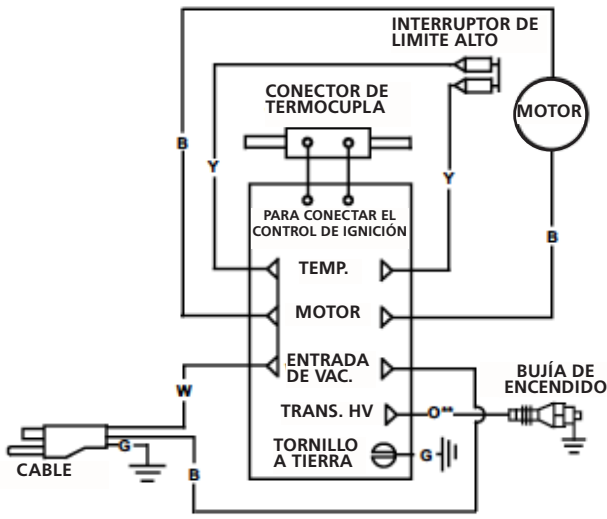 INTERRUPTOR DE
LIMITE ALTO
CONECTOR DE
TERMOCUPLA
MOTOR
B
Y
Y
PARA CONECTAR EL
CONTROL DE IGNICIÓN
B
TEMP.
MOTOR
ENTRADA
DE VAC.
BUJÍA DE
ENCENDIDO
W
TRANS. HV
O**
G
TORNILLO
A TIERRA
G
CABLE
B